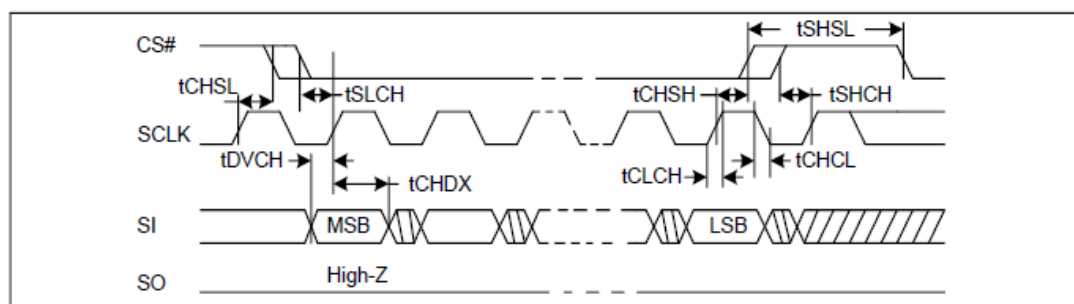 CS#
tSHSL
tCHSL
tSLCH
tCHSH
tSHCH
SCLK
tDVCH
tCHCL
tCLCH
tCHDX
SI
MSB
LSB
SO
High-Z